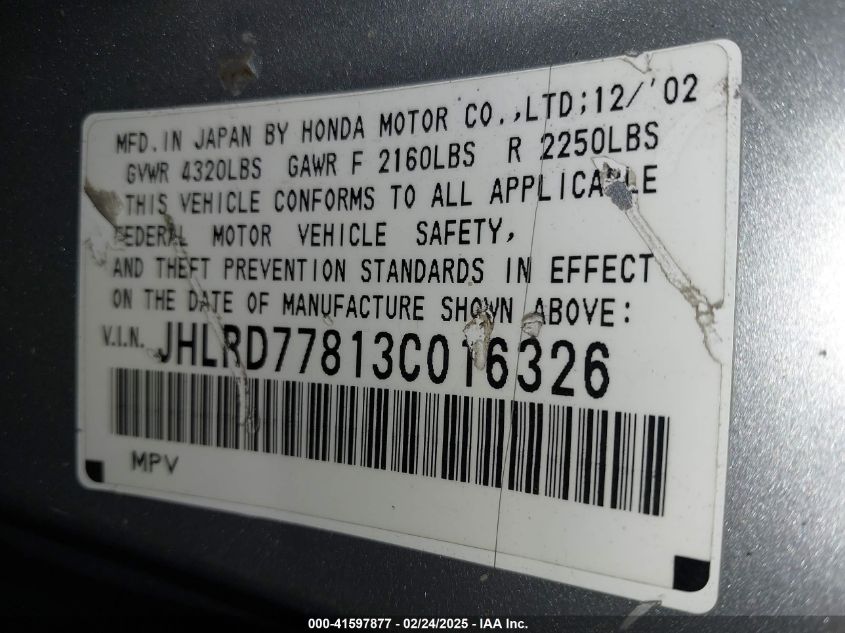 MFD. IN JAPAN BY HONDA MOTOR CO., LTD; 12/'02
GVWR 4320LBS GAWR F 2160LBS R 2250LBS
THIS VEHICLE CONFORMS TO ALL APPLICABLE
FEDERAL MOTOR VEHICLE SAFETY,
AND THEFT PREVENTION STANDARDS IN EFFECT
ON THE DATE OF MANUFACTURE SHOWN ABOVE:
V.I.N. JHLRD77813C016326
MPV
000-41597877 - 02/24/2025 - IAA Inc.